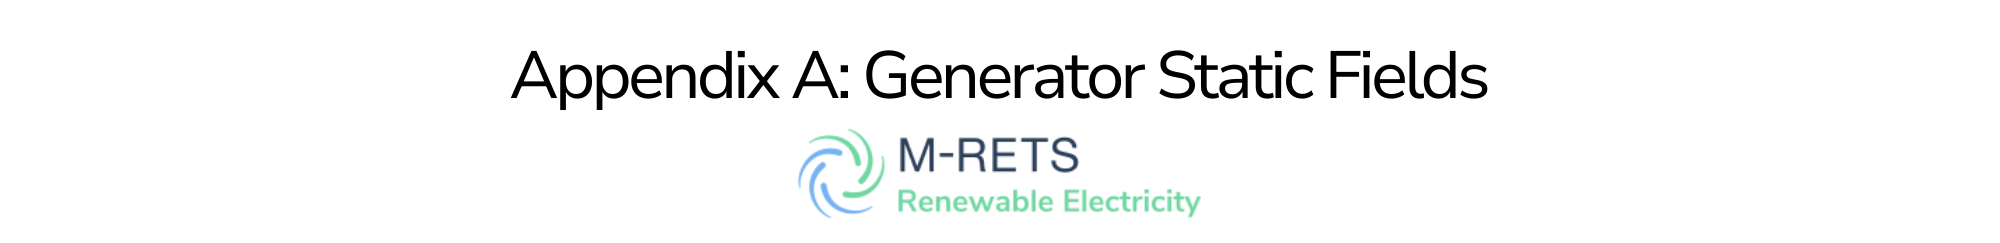 Appendix A: Generator Static Fields
M-RETS
Renewable Electricity